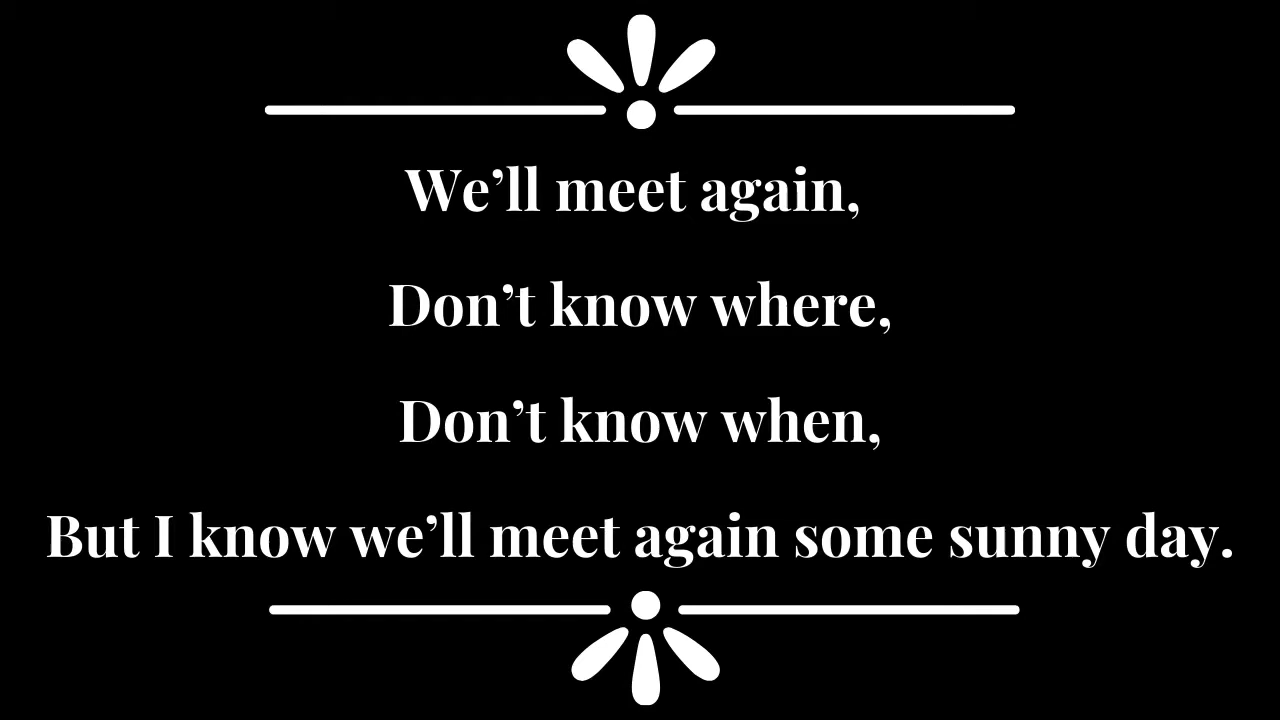 We’ll meet again,
Don’t know where,
Don’t know when,
But I know we’ll meet again some sunny day.